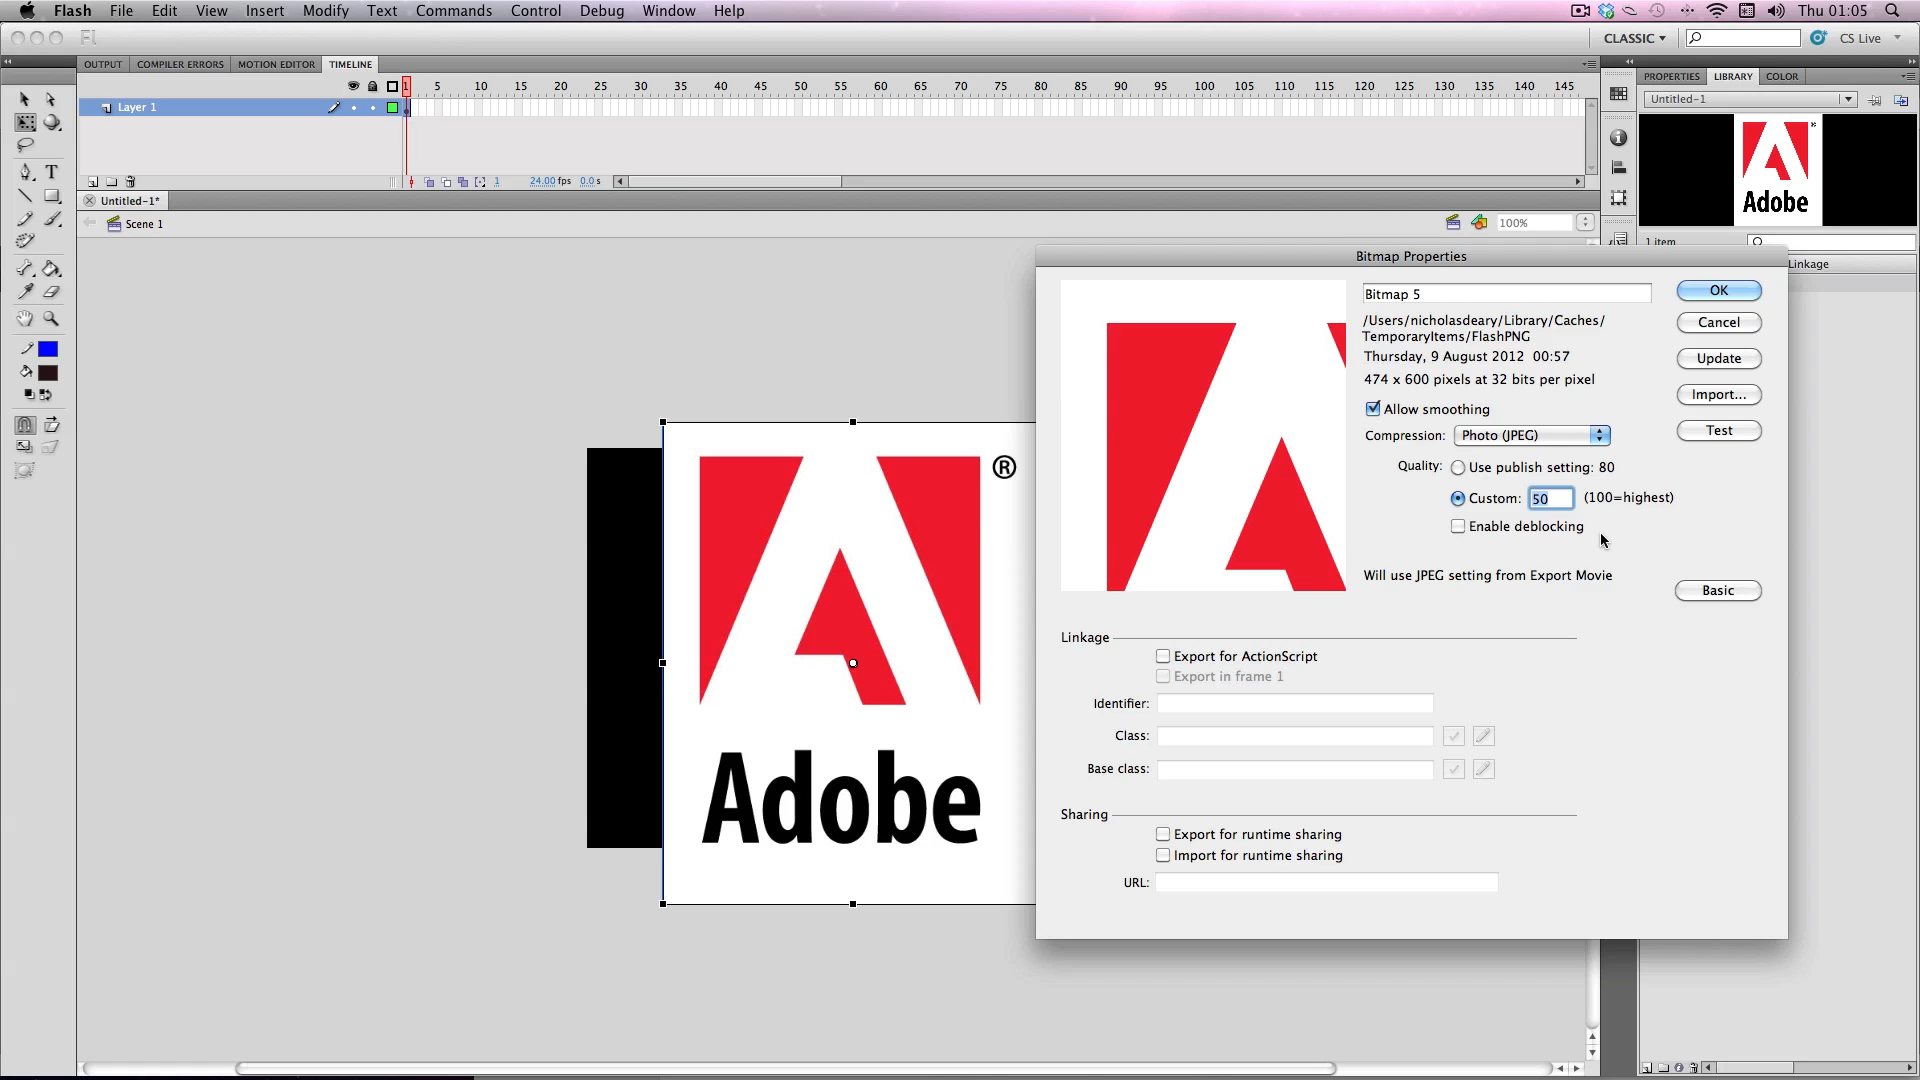 Flash File Edit View Insert Modify Text Commands Control Debug Window Help Thu 01:05
Fl CLASSIC CS Live
OUTPUT COMPILER ERRORS MOTION EDITOR TIMELINE
1 5 10 15 20 25 30 35 40 45 50 55 60 65 70 75 80 85 90 95 100 105 110 115 120 125 130 135 140 145
Layer 1
1 24.00 fps 0.0 s
Untitled-1*
Scene 1 100%
PROPERTIES LIBRARY COLOR
Untitled-1
Adobe
1 item
Linkage
®
Adobe
Bitmap Properties
Bitmap 5
OK
/Users/nicholasdeary/Library/Caches/
TemporaryItems/FlashPNG
Cancel
Thursday, 9 August 2012 00:57
Update
474 x 600 pixels at 32 bits per pixel
Import...
Allow smoothing
Compression: Photo (JPEG)
Test
Quality: Use publish setting: 80
Custom: 50 (100=highest)
Enable deblocking
Will use JPEG setting from Export Movie
Basic
Linkage
Export for ActionScript
Export in frame 1
Identifier:
Class:
Base class:
Sharing
Export for runtime sharing
Import for runtime sharing
URL: